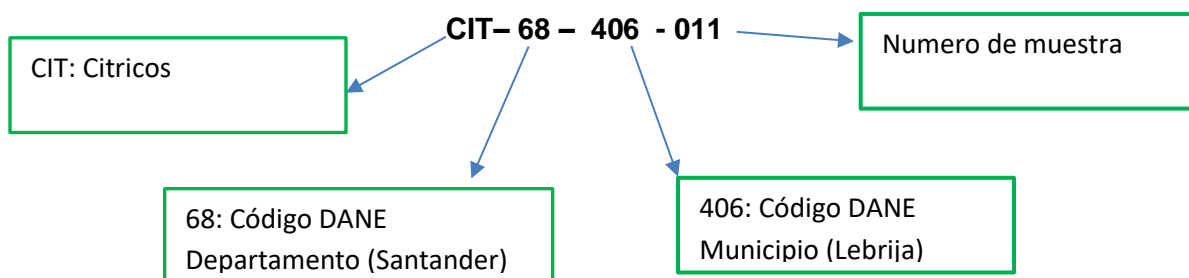 CIT– 68 – 406 - 011
CIT: Citricos
Numero de muestra
68: Código DANE
Departamento (Santander)
406: Código DANE
Municipio (Lebrija)